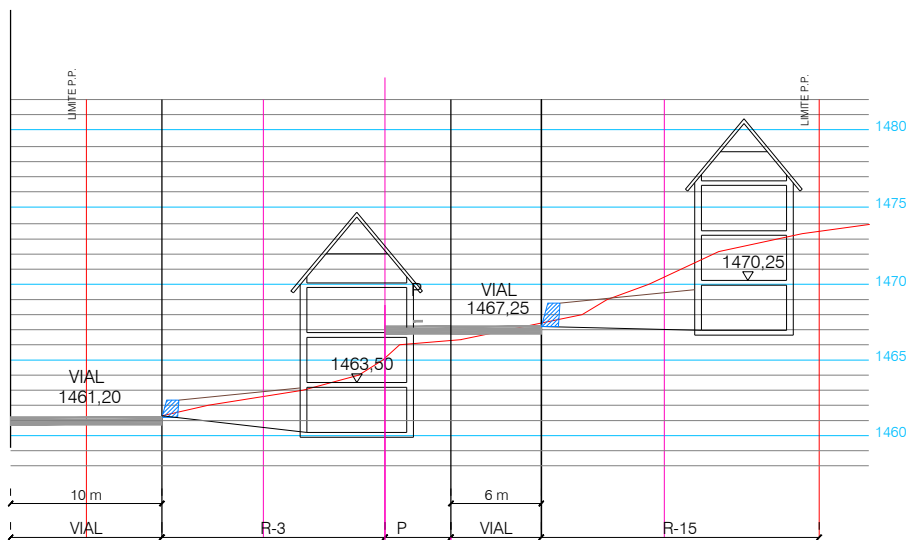 LIMITE P.P.
LIMITE P.P.
1480
1475
1470,25
1470
VIAL
1467,25
1465
1463,50
VIAL
1461,20
1460
10 m
6 m
VIAL
R-3
P
VIAL
R-15